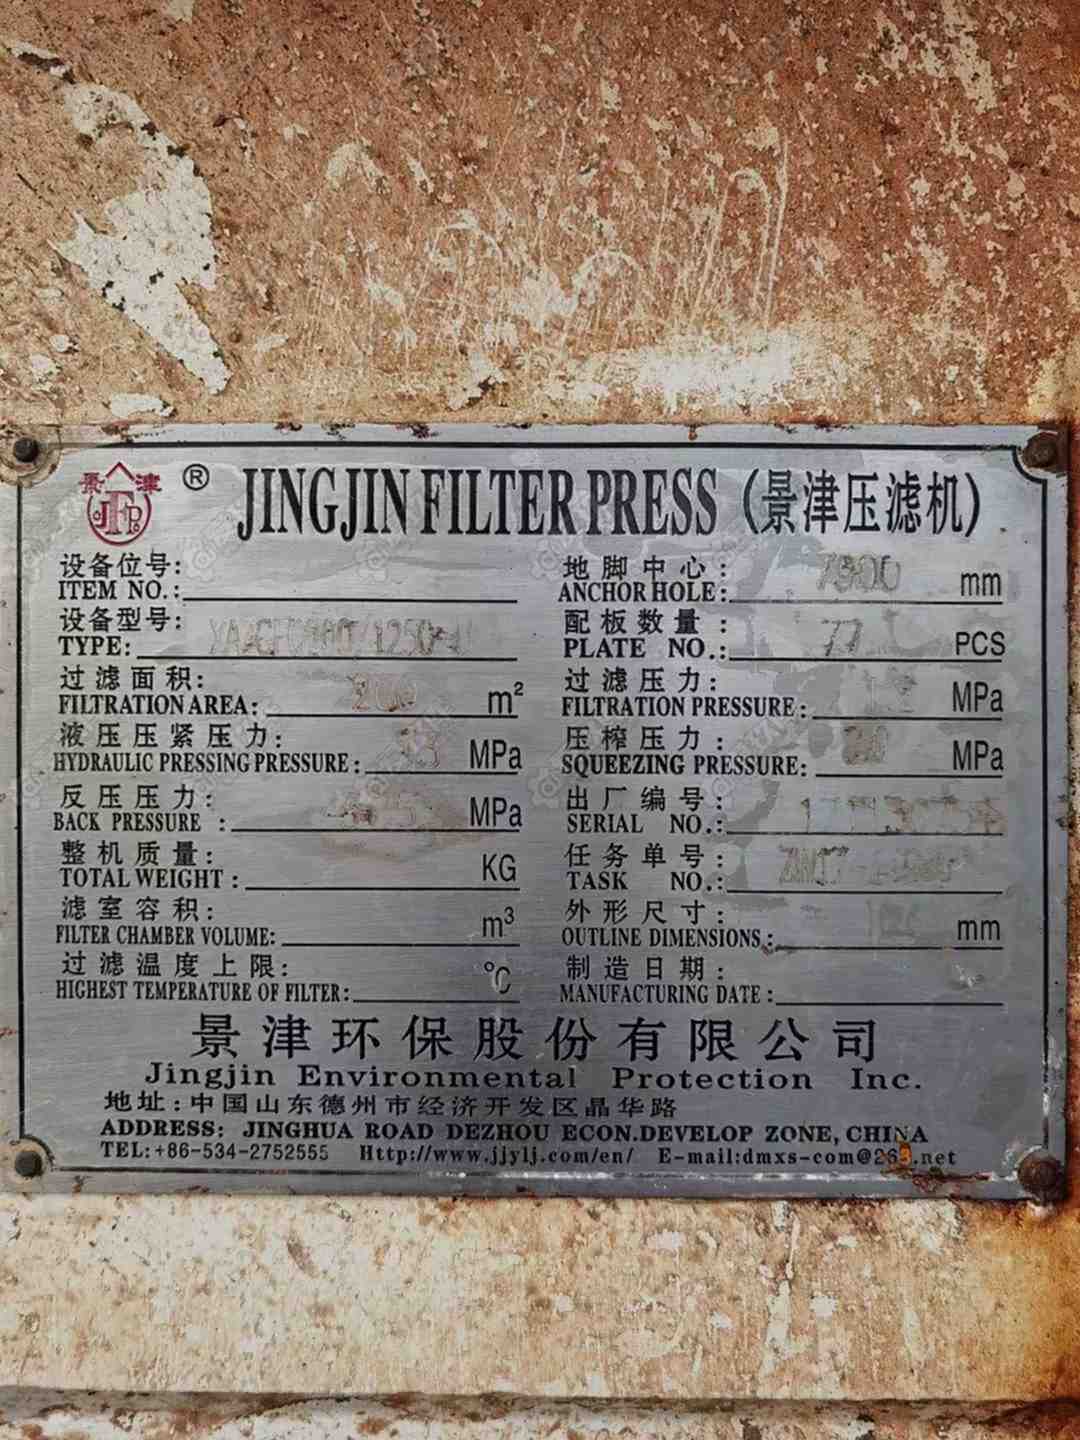 景津 JFP ® JINGJIN FILTER PRESS (景津压滤机)
设备位号:
ITEM NO.:
地脚中心: 7300
ANCHOR HOLE: mm
设备型号:
TYPE:
配板数量: 77
PLATE NO.: PCS
过滤面积: 200
FILTRATION AREA: m²
过滤压力:
FILTRATION PRESSURE: MPa
液压压紧压力:
HYDRAULIC PRESSING PRESSURE: MPa
压榨压力:
SQUEEZING PRESSURE: MPa
反压压力:
BACK PRESSURE : MPa
出厂编号:
SERIAL NO.:
整机质量:
TOTAL WEIGHT: KG
任务单号:
TASK NO.:
滤室容积:
FILTER CHAMBER VOLUME: m³
外形尺寸:
OUTLINE DIMENSIONS: mm
过滤温度上限:
HIGHEST TEMPERATURE OF FILTER: °C
制造日期:
MANUFACTURING DATE:
景津环保股份有限公司
Jingjin Environmental Protection Inc.
地址:中国山东德州市经济开发区晶华路
ADDRESS: JINGHUA ROAD DEZHOU ECON.DEVELOP ZONE, CHINA
TEL:+86-534-2752555 Http://www.jjylj.com/en/ E-mail:dmxs-com@263.net